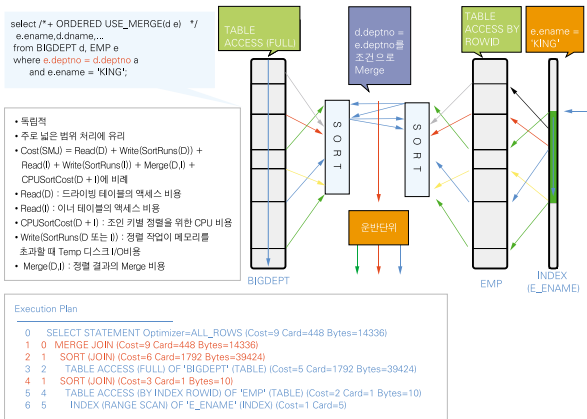 select /*+ ORDERED USE_MERGE(d e)  */
e.ename,d.dname,...
from BIGDEPT d, EMP e
where e.deptno = d.deptno a
and e.ename = 'KING';
TABLE
ACCESS (FULL)
d.deptno =
e.deptno를
조건으로
Merge
TABLE
ACCESS BY
ROWID
e.ename =
'KING'
SORT
SORT
운반단위
BIGDEPT
EMP
INDEX
(E_ENAME)
• 독립적
• 주로 넓은 범위 처리에 유리
• Cost(SMJ) = Read(D) + Write(SortRuns(D)) +
Read(I) + Write(SortRuns(I)) + Merge(D,I) +
CPUSortCost(D + I)에 비례
• Read(D) : 드라이빙 테이블의 액세스 비용
• Read(I) : 이너 테이블의 액세스 비용
• CPUSortCost(D + I) : 조인 키별 정렬을 위한 CPU 비용
• Write(SortRuns(D 또는 I)) : 정렬 작업이 메모리를
초과할 때 Temp 디스크 I/O비용
• Merge(D,I) : 정렬 결과의 Merge 비용
Execution Plan
0 SELECT STATEMENT Optimizer=ALL_ROWS (Cost=9 Card=448 Bytes=14336)
1 0 MERGE JOIN (Cost=9 Card=448 Bytes=14336)
2 1 SORT (JOIN) (Cost=6 Card=1792 Bytes=39424)
3 2 TABLE ACCESS (FULL) OF 'BIGDEPT' (TABLE) (Cost=5 Card=1792 Bytes=39424)
4 1 SORT (JOIN) (Cost=3 Card=1 Bytes=10)
5 4 TABLE ACCESS (BY INDEX ROWID) OF 'EMP' (TABLE) (Cost=2 Card=1 Bytes=10)
6 5 INDEX (RANGE SCAN) OF 'E_ENAME' (INDEX) (Cost=1 Card=5)